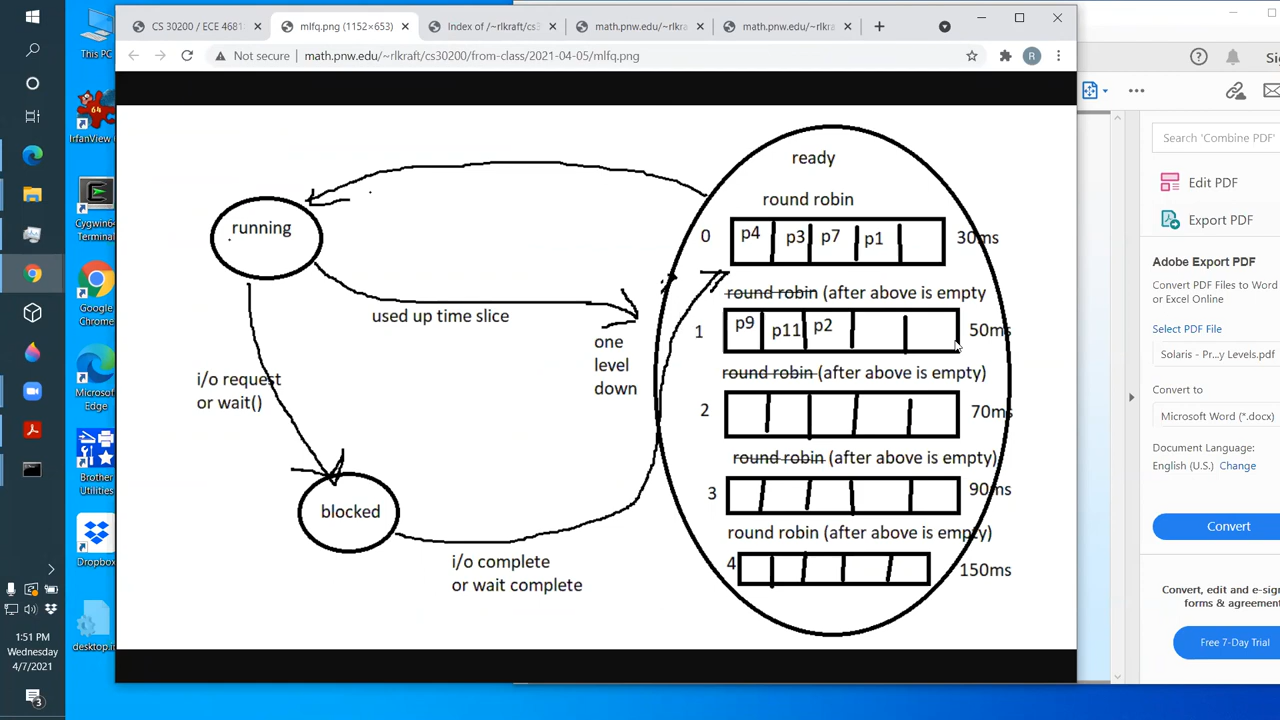 This PC
IrfanView
Cygwin64
Terminal
Google
Chrome
Microsoft
Edge
Brother
Utilities
Dropbox
1:51 PM
Wednesday
4/7/2021
3
CS 30200 / ECE 4681
mlfq.png (1152×653)
Index of /~rlkraft/cs3
math.pnw.edu/~rlkraft
math.pnw.edu/~rlkraf
Not secure
math.pnw.edu/~rlkraft/cs30200/from-class/2021-04-05/mlfq.png
R
running
ready
round robin
0
p4
p3
p7
p1
30ms
round robin (after above is empty
1
p9
p11
p2
50ms
round robin (after above is empty)
2
70ms
round robin (after above is empty)
3
90ms
round robin (after above is empty)
4
150ms
used up time slice
one
level
down
i/o request
or wait()
blocked
i/o complete
or wait complete
Search 'Combine PDF'
Edit PDF
Export PDF
Adobe Export PDF
Convert PDF Files to Word
or Excel Online
Select PDF File
Solaris - Pr...y Levels.pdf
Convert to
Microsoft Word (*.docx)
Document Language:
English (U.S.) Change
Convert
Convert, edit and e-sign
forms & agreement
Free 7-Day Trial